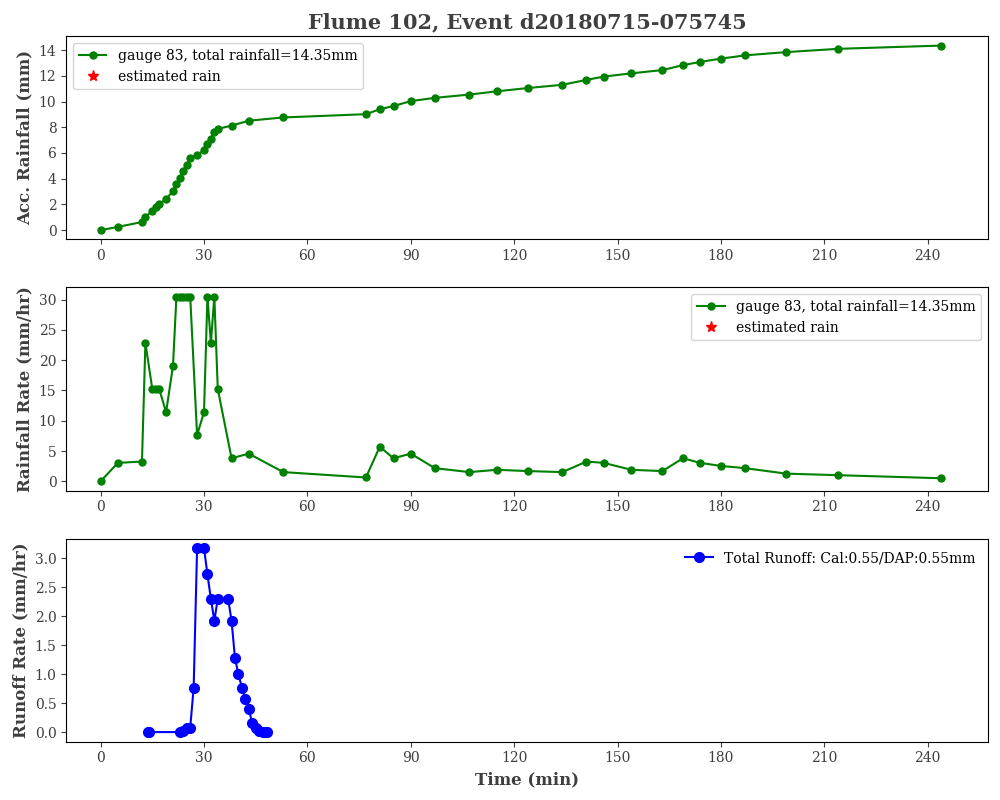 Flume 102, Event d20180715-075745
Acc. Rainfall (mm)
14
12
10
8
6
4
2
0
gauge 83, total rainfall=14.35mm
estimated rain
0 30 60 90 120 150 180 210 240
Rainfall Rate (mm/hr)
30
25
20
15
10
5
0
gauge 83, total rainfall=14.35mm
estimated rain
0 30 60 90 120 150 180 210 240
Runoff Rate (mm/hr)
3.0
2.5
2.0
1.5
1.0
0.5
0.0
Total Runoff: Cal:0.55/DAP:0.55mm
0 30 60 90 120 150 180 210 240
Time (min)